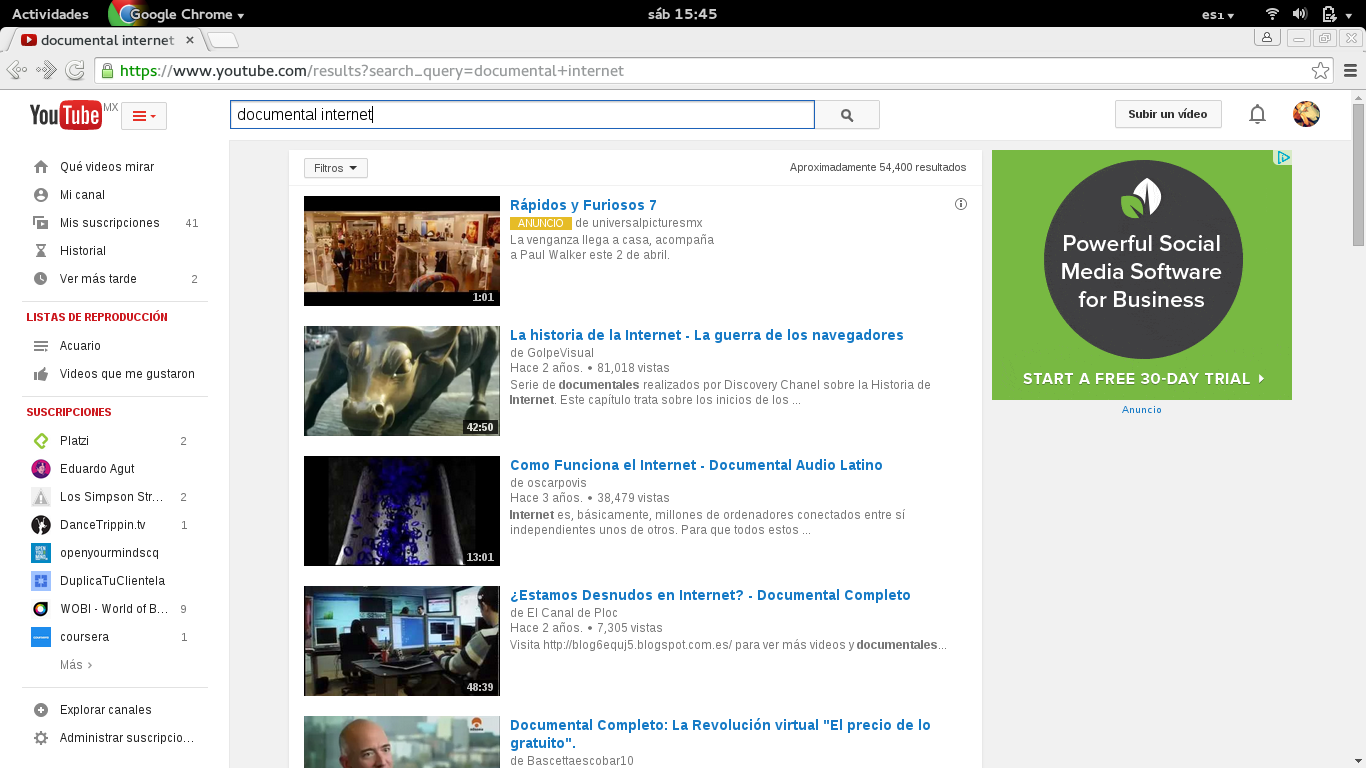 Actividades
Google Chrome
sáb 15:45
es1
documental internet
https://www.youtube.com/results?search_query=documental+internet
YouTube MX
documental internet
Subir un vídeo
Qué videos mirar
Mi canal
Mis suscripciones 41
Historial
Ver más tarde 2
LISTAS DE REPRODUCCIÓN
Acuario
Videos que me gustaron
SUSCRIPCIONES
Platzi 2
Eduardo Agut
Los Simpson Str... 2
DanceTrippin.tv 1
openyourmindscq
DuplicaTuClientela
WOBI - World of B... 9
coursera 1
Más ›
Explorar canales
Administrar suscripcio...
Filtros
Aproximadamente 54,400 resultados
Rápidos y Furiosos 7
ANUNCIO de universalpicturesmx
La venganza llega a casa, acompaña
a Paul Walker este 2 de abril.
1:01
La historia de la Internet - La guerra de los navegadores
de GolpeVisual
Hace 2 años. • 81,018 vistas
Serie de documentales realizados por Discovery Chanel sobre la Historia de
Internet. Este capítulo trata sobre los inicios de los ...
42:50
Como Funciona el Internet - Documental Audio Latino
de oscarpovis
Hace 3 años. • 38,479 vistas
Internet es, básicamente, millones de ordenadores conectados entre sí
independientes unos de otros. Para que todos estos ...
13:01
¿Estamos Desnudos en Internet? - Documental Completo
de El Canal de Ploc
Hace 2 años. • 7,305 vistas
Visita http://blog6equj5.blogspot.com.es/ para ver más videos y documentales...
48:39
Documental Completo: La Revolución virtual "El precio de lo
gratuito".
de Bascettaescobar10
Powerful Social
Media Software
for Business
START A FREE 30-DAY TRIAL
Anuncio